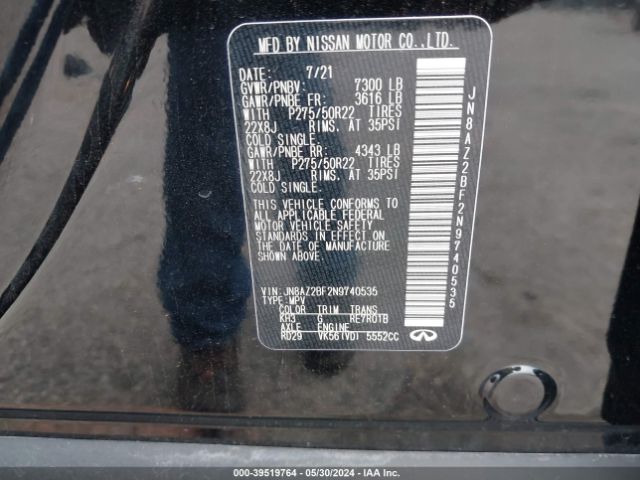 MFD BY NISSAN MOTOR CO.,LTD.
DATE: 7/21
GVWR/PNBV: 7300 LB
GAWR/PNBE FR: 3616 LB
WITH P275/50R22 TIRES
22X8J RIMS. AT 35PSI
COLD SINGLE.
GAWR/PNBE RR: 4343 LB
WITH P275/50R22 TIRES
22X8J RIMS. AT 35PSI
COLD SINGLE.
THIS VEHICLE CONFORMS TO
ALL APPLICABLE FEDERAL
MOTOR VEHICLE SAFETY
STANDARDS IN EFFECT ON
THE DATE OF MANUFACTURE
SHOWN ABOVE.
VIN: JN8AZ2BF2N9740535
TYPE: MPV
COLOR TRIM TRANS
KH3 G RE7R01B
AXLE ENGINE
RD29 VK56(VD) 5552CC
JN8AZ2BF2N9740535
000-39519764 - 05/30/2024 - IAA Inc.